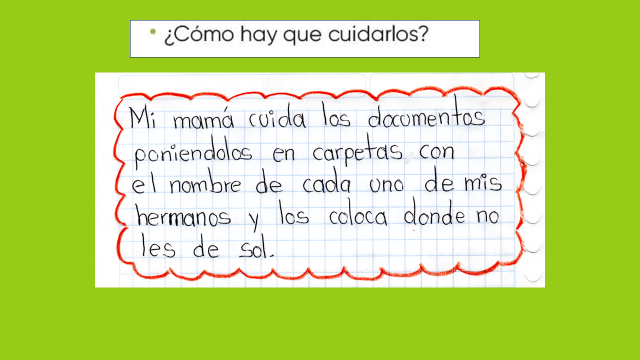 • ¿Cómo hay que cuidarlos?
Mi mamá cuida los documentos
poniendolos en carpetas con
el nombre de cada uno de mis
hermanos y los coloca donde no
les de sol.